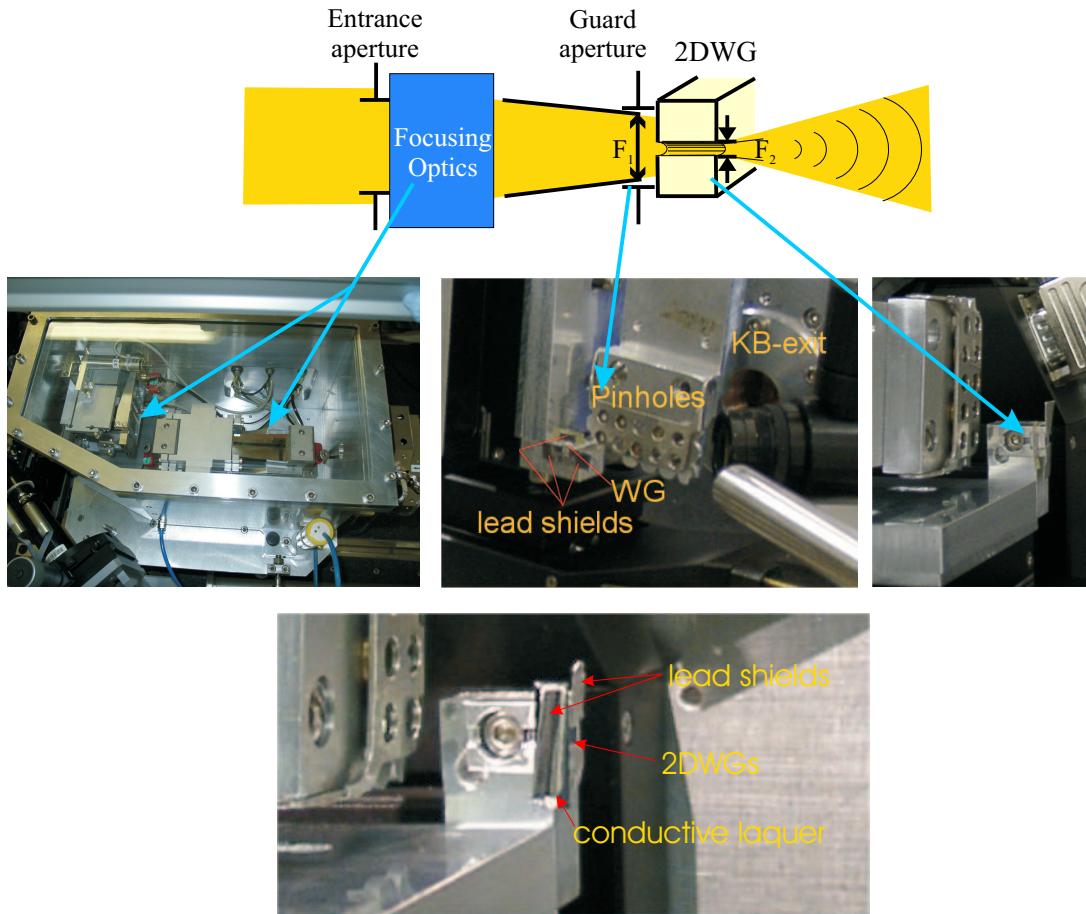 Entrance
aperture
Guard
aperture
2DWG
Focusing
Optics
F1
F2
KB-exit
Pinholes
WG
lead shields
lead shields
2DWGs
conductive laquer